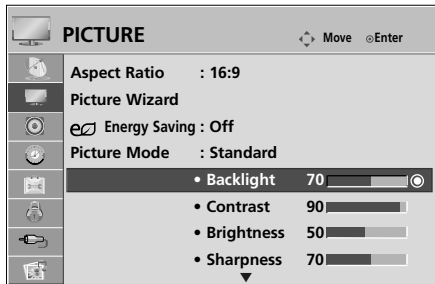 PICTURE
Move Enter
Aspect Ratio : 16:9
Picture Wizard
Energy Saving : Off
Picture Mode : Standard
• Backlight 70
• Contrast 90
• Brightness 50
• Sharpness 70